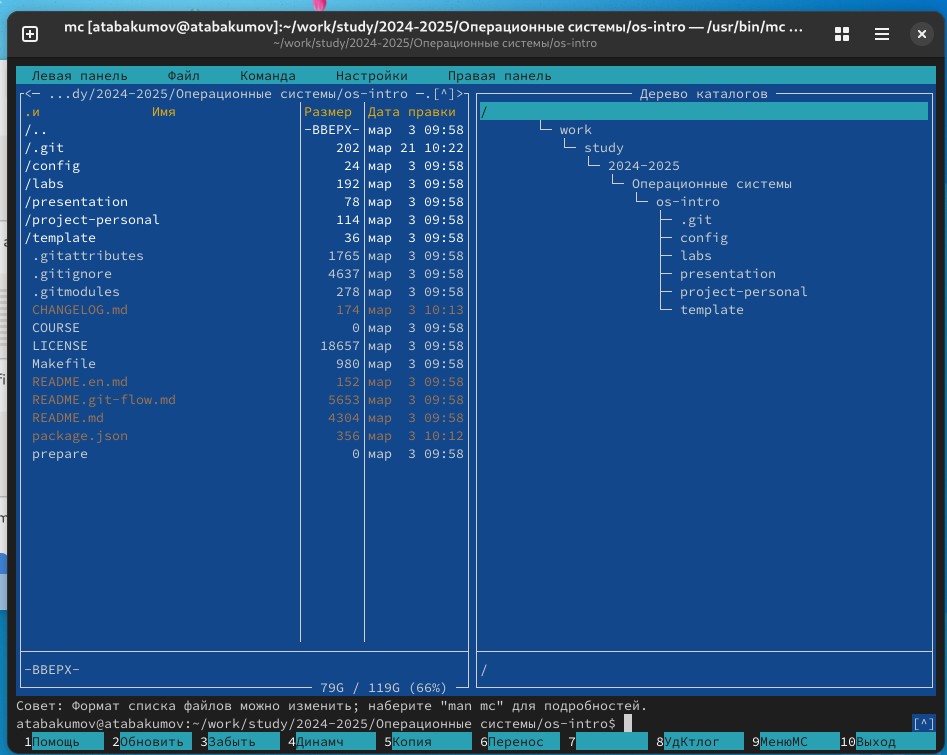 mc [atabakumov@atabakumov]:~/work/study/2024-2025/Операционные системы/os-intro — /usr/bin/mc ...
~/work/study/2024-2025/Операционные системы/os-intro
Левая панель Файл Команда Настройки Правая панель
<— ...dy/2024-2025/Операционные системы/os-intro —.[^]>
.и Имя Размер Дата правки
/.. -ВВЕРХ- мар 3 09:58
/.git 202 мар 21 10:22
/config 24 мар 3 09:58
/labs 192 мар 3 09:58
/presentation 78 мар 3 09:58
/project-personal 114 мар 3 09:58
/template 36 мар 3 09:58
.gitattributes 1765 мар 3 09:58
.gitignore 4637 мар 3 09:58
.gitmodules 278 мар 3 09:58
CHANGELOG.md 174 мар 3 10:13
COURSE 0 мар 3 09:58
LICENSE 18657 мар 3 09:58
Makefile 980 мар 3 09:58
README.en.md 152 мар 3 09:58
README.git-flow.md 5653 мар 3 09:58
README.md 4304 мар 3 09:58
package.json 356 мар 3 10:12
prepare 0 мар 3 09:58
-ВВЕРХ-
79G / 119G (66%)
Дерево каталогов
/
work
study
2024-2025
Операционные системы
os-intro
.git
config
labs
presentation
project-personal
template
/
Совет: Формат списка файлов можно изменить; наберите "man mc" для подробностей.
atabakumov@atabakumov:~/work/study/2024-2025/Операционные системы/os-intro$ [^]
1Помощь 2Обновить 3Забыть 4Динамч 5Копия 6Перенос 7 8УдКтлог 9МенюМС 10Выход